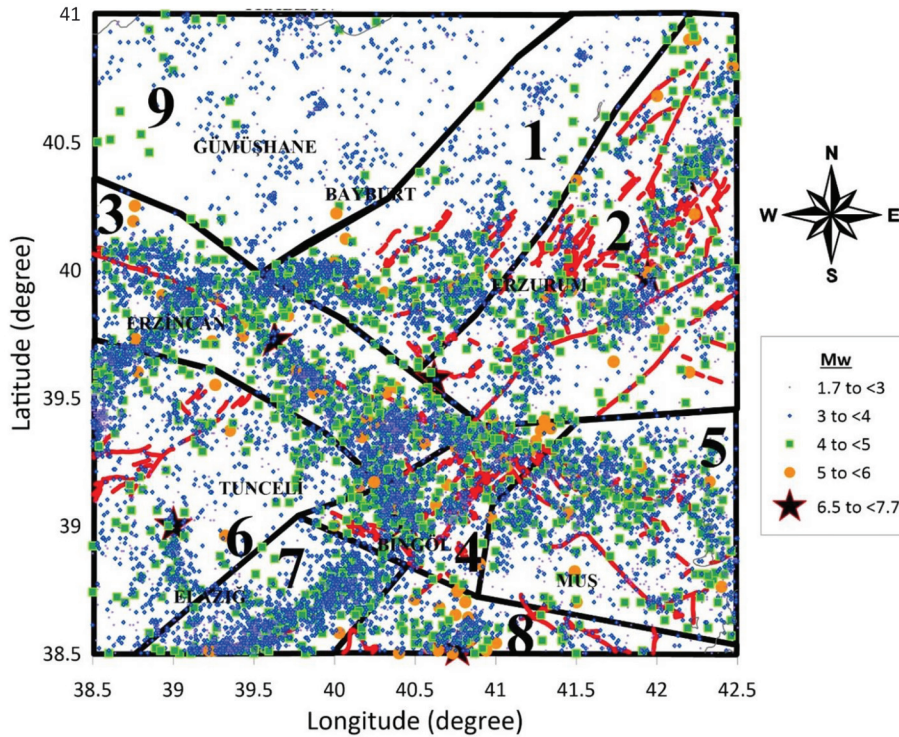 41
9
1
40.5
GÜMÜŞHANE
BAYBURT
N
W
E
S
3
2
40
ERZURUM
ERZİNCAN
39.5
5
TUNCELİ
39
6
4
7
BİNGÖL
MUŞ
ELAZIG
8
38.5
38.5
39
39.5
40
40.5
41
41.5
42
42.5
Latitude (degree)
Longitude (degree)
Mw
1.7 to <3
3 to <4
4 to <5
5 to <6
6.5 to <7.7